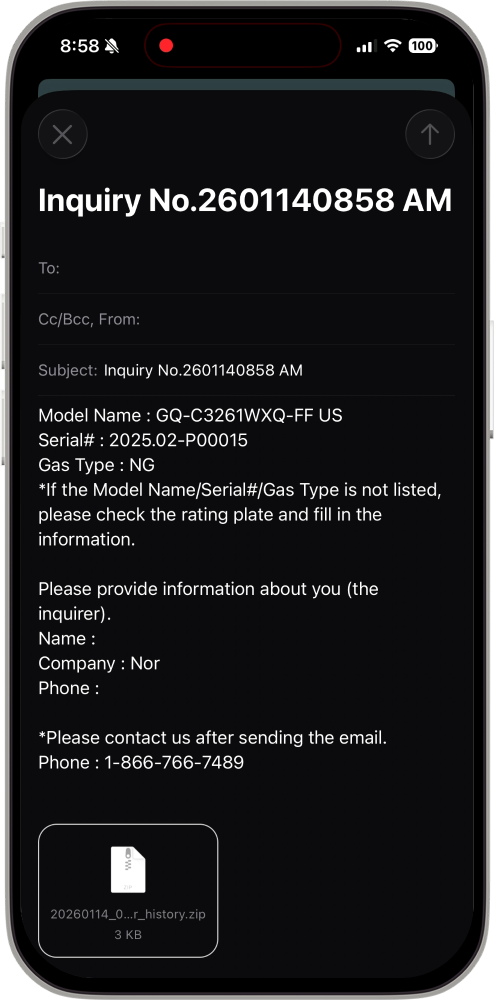 8:58
100
Inquiry No.2601140858 AM
To:
Cc/Bcc, From:
Subject: Inquiry No.2601140858 AM
Model Name : GQ-C3261WXQ-FF US
Serial# : 2025.02-P00015
Gas Type : NG
*If the Model Name/Serial#/Gas Type is not listed,
please check the rating plate and fill in the
information.
Please provide information about you (the
inquirer).
Name :
Company : Nor
Phone :
*Please contact us after sending the email.
Phone : 1-866-766-7489
ZIP
20260114_0...r_history.zip
3 KB